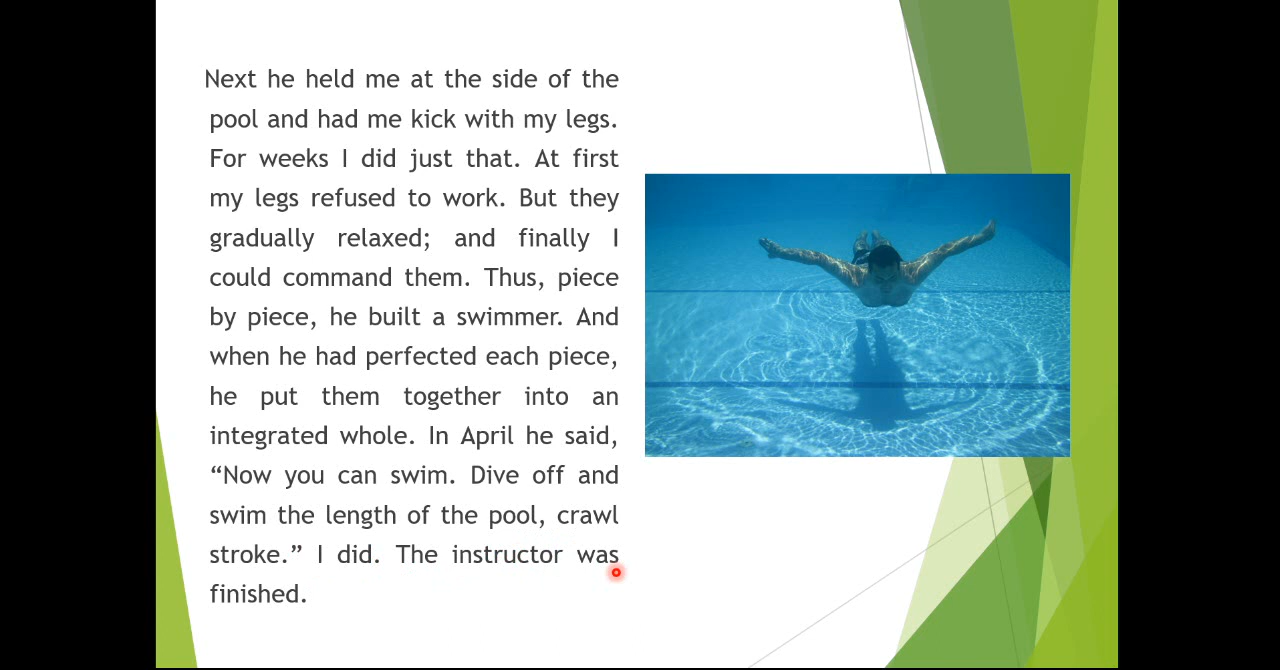 Next he held me at the side of the
pool and had me kick with my legs.
For weeks I did just that. At first
my legs refused to work. But they
gradually relaxed; and finally I
could command them. Thus, piece
by piece, he built a swimmer. And
when he had perfected each piece,
he put them together into an
integrated whole. In April he said,
“Now you can swim. Dive off and
swim the length of the pool, crawl
stroke.” I did. The instructor was
finished.